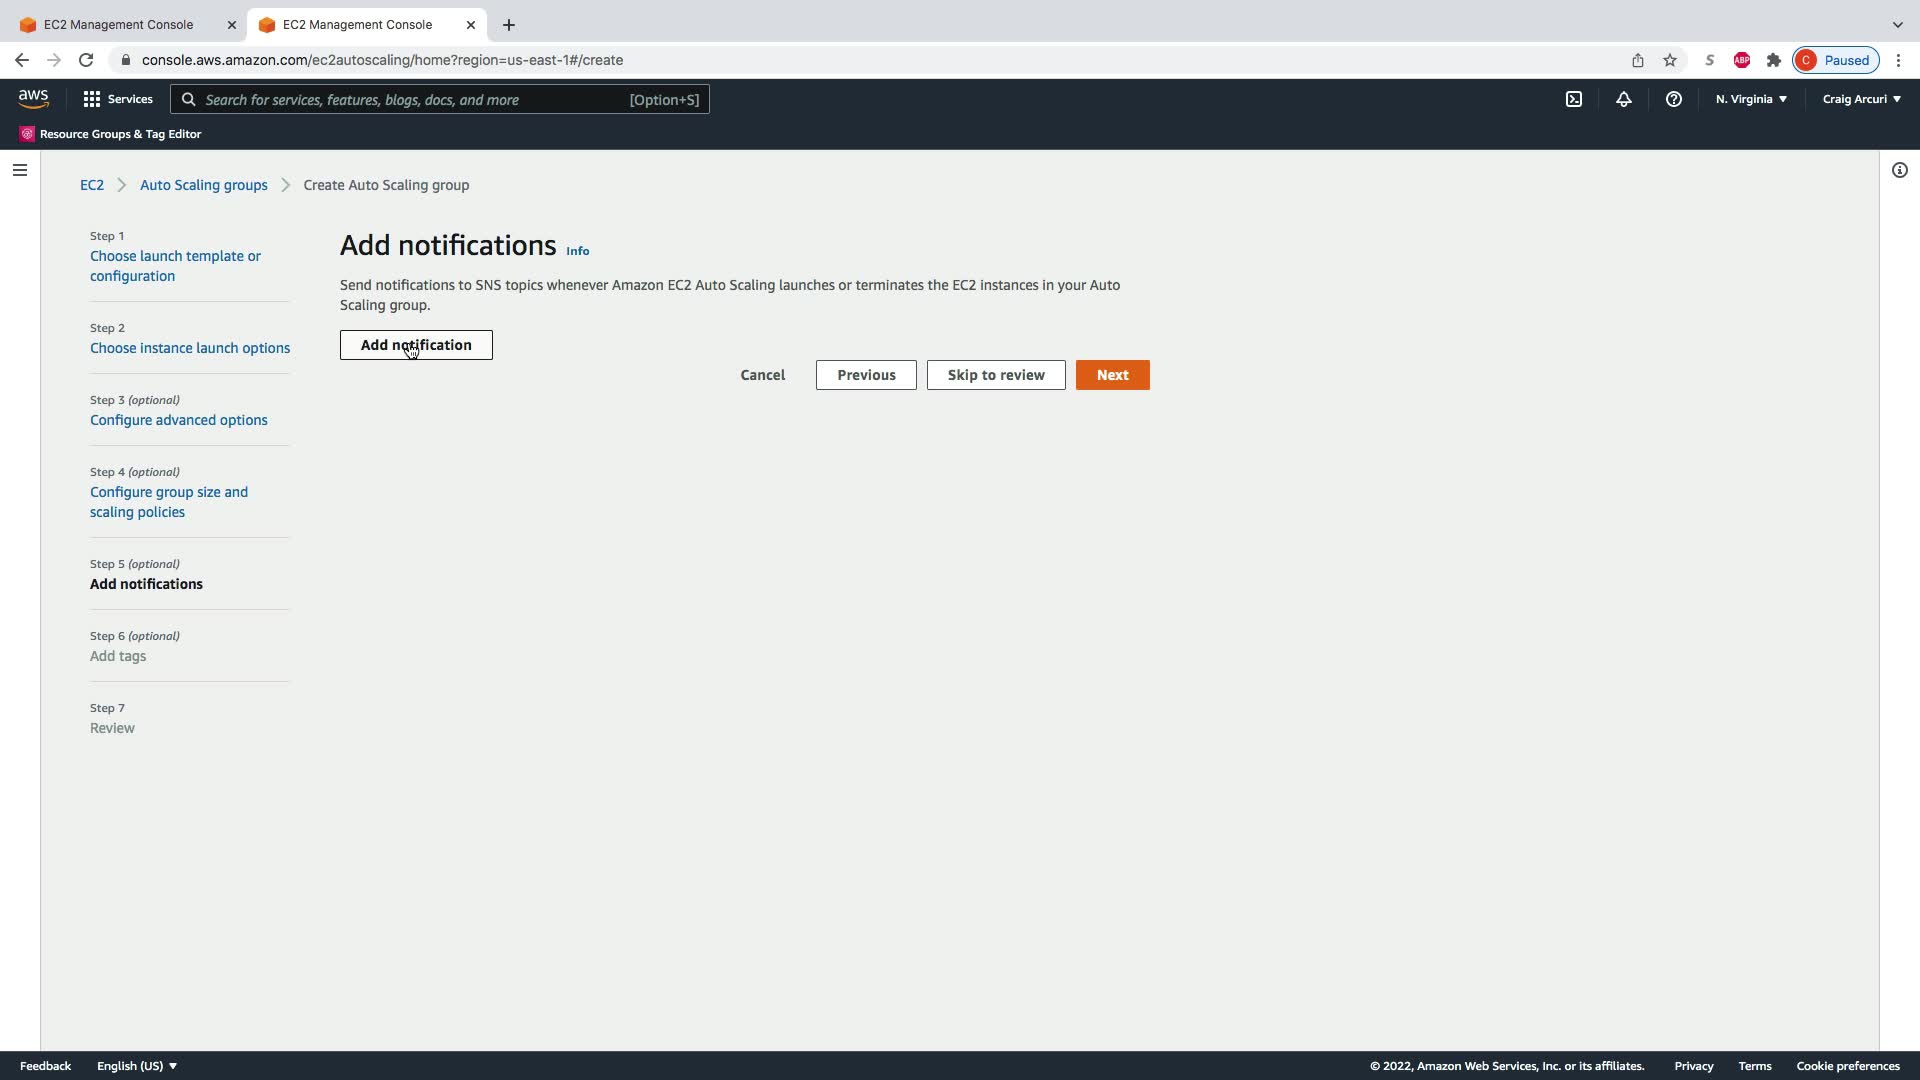 EC2 Management Console
EC2 Management Console
console.aws.amazon.com/ec2autoscaling/home?region=us-east-1#/create
S
ABP
C
Paused
aws
Services
Search for services, features, blogs, docs, and more
[Option+S]
N. Virginia
Craig Arcuri
Resource Groups & Tag Editor
EC2
Auto Scaling groups
Create Auto Scaling group
Step 1
Choose launch template or
configuration
Step 2
Choose instance launch options
Step 3 (optional)
Configure advanced options
Step 4 (optional)
Configure group size and
scaling policies
Step 5 (optional)
Add notifications
Step 6 (optional)
Add tags
Step 7
Review
Add notifications Info
Send notifications to SNS topics whenever Amazon EC2 Auto Scaling launches or terminates the EC2 instances in your Auto
Scaling group.
Add notification
Cancel
Previous
Skip to review
Next
Feedback
English (US)
© 2022, Amazon Web Services, Inc. or its affiliates.
Privacy
Terms
Cookie preferences